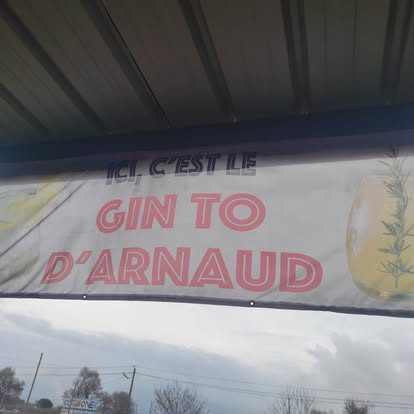 ICI, C'EST LE
GIN TO
D'ARNAUD